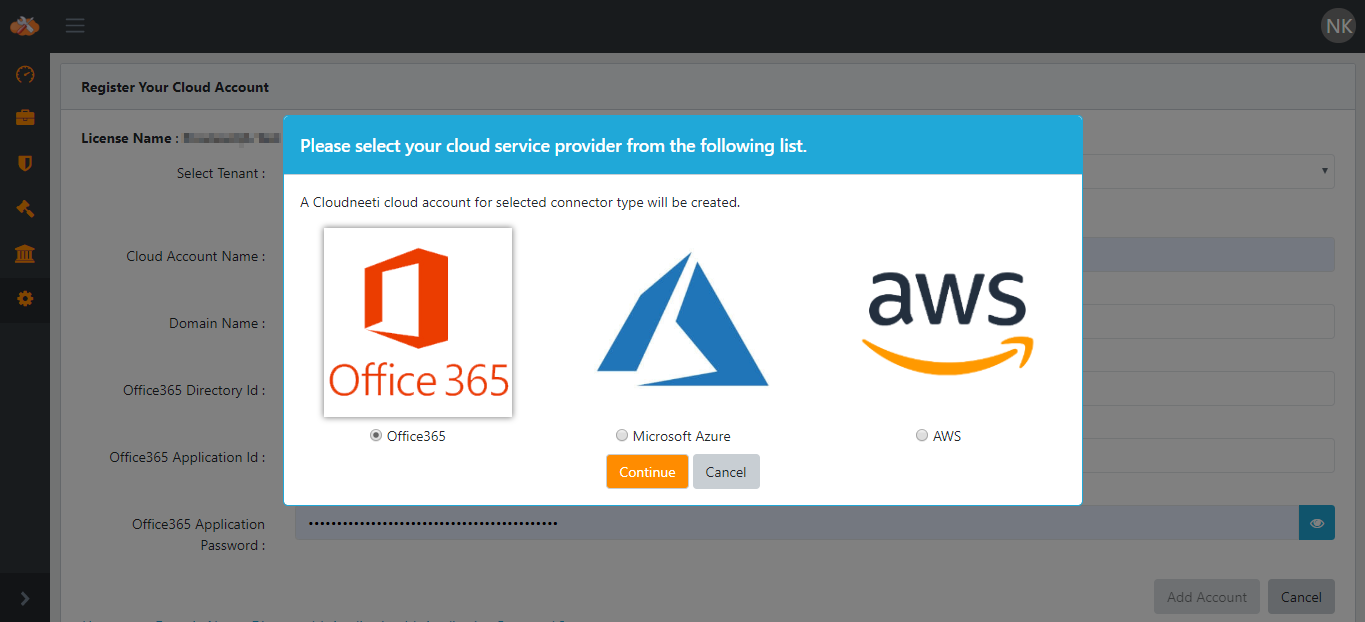 NK
Register Your Cloud Account
License Name :
Please select your cloud service provider from the following list.
Select Tenant :
A Cloudneeti cloud account for selected connector type will be created.
Cloud Account Name :
Domain Name :
Office 365
aws
Office365 Directory Id :
Office365
Microsoft Azure
AWS
Office365 Application Id :
Continue
Cancel
Office365 Application
Password :
Add Account
Cancel